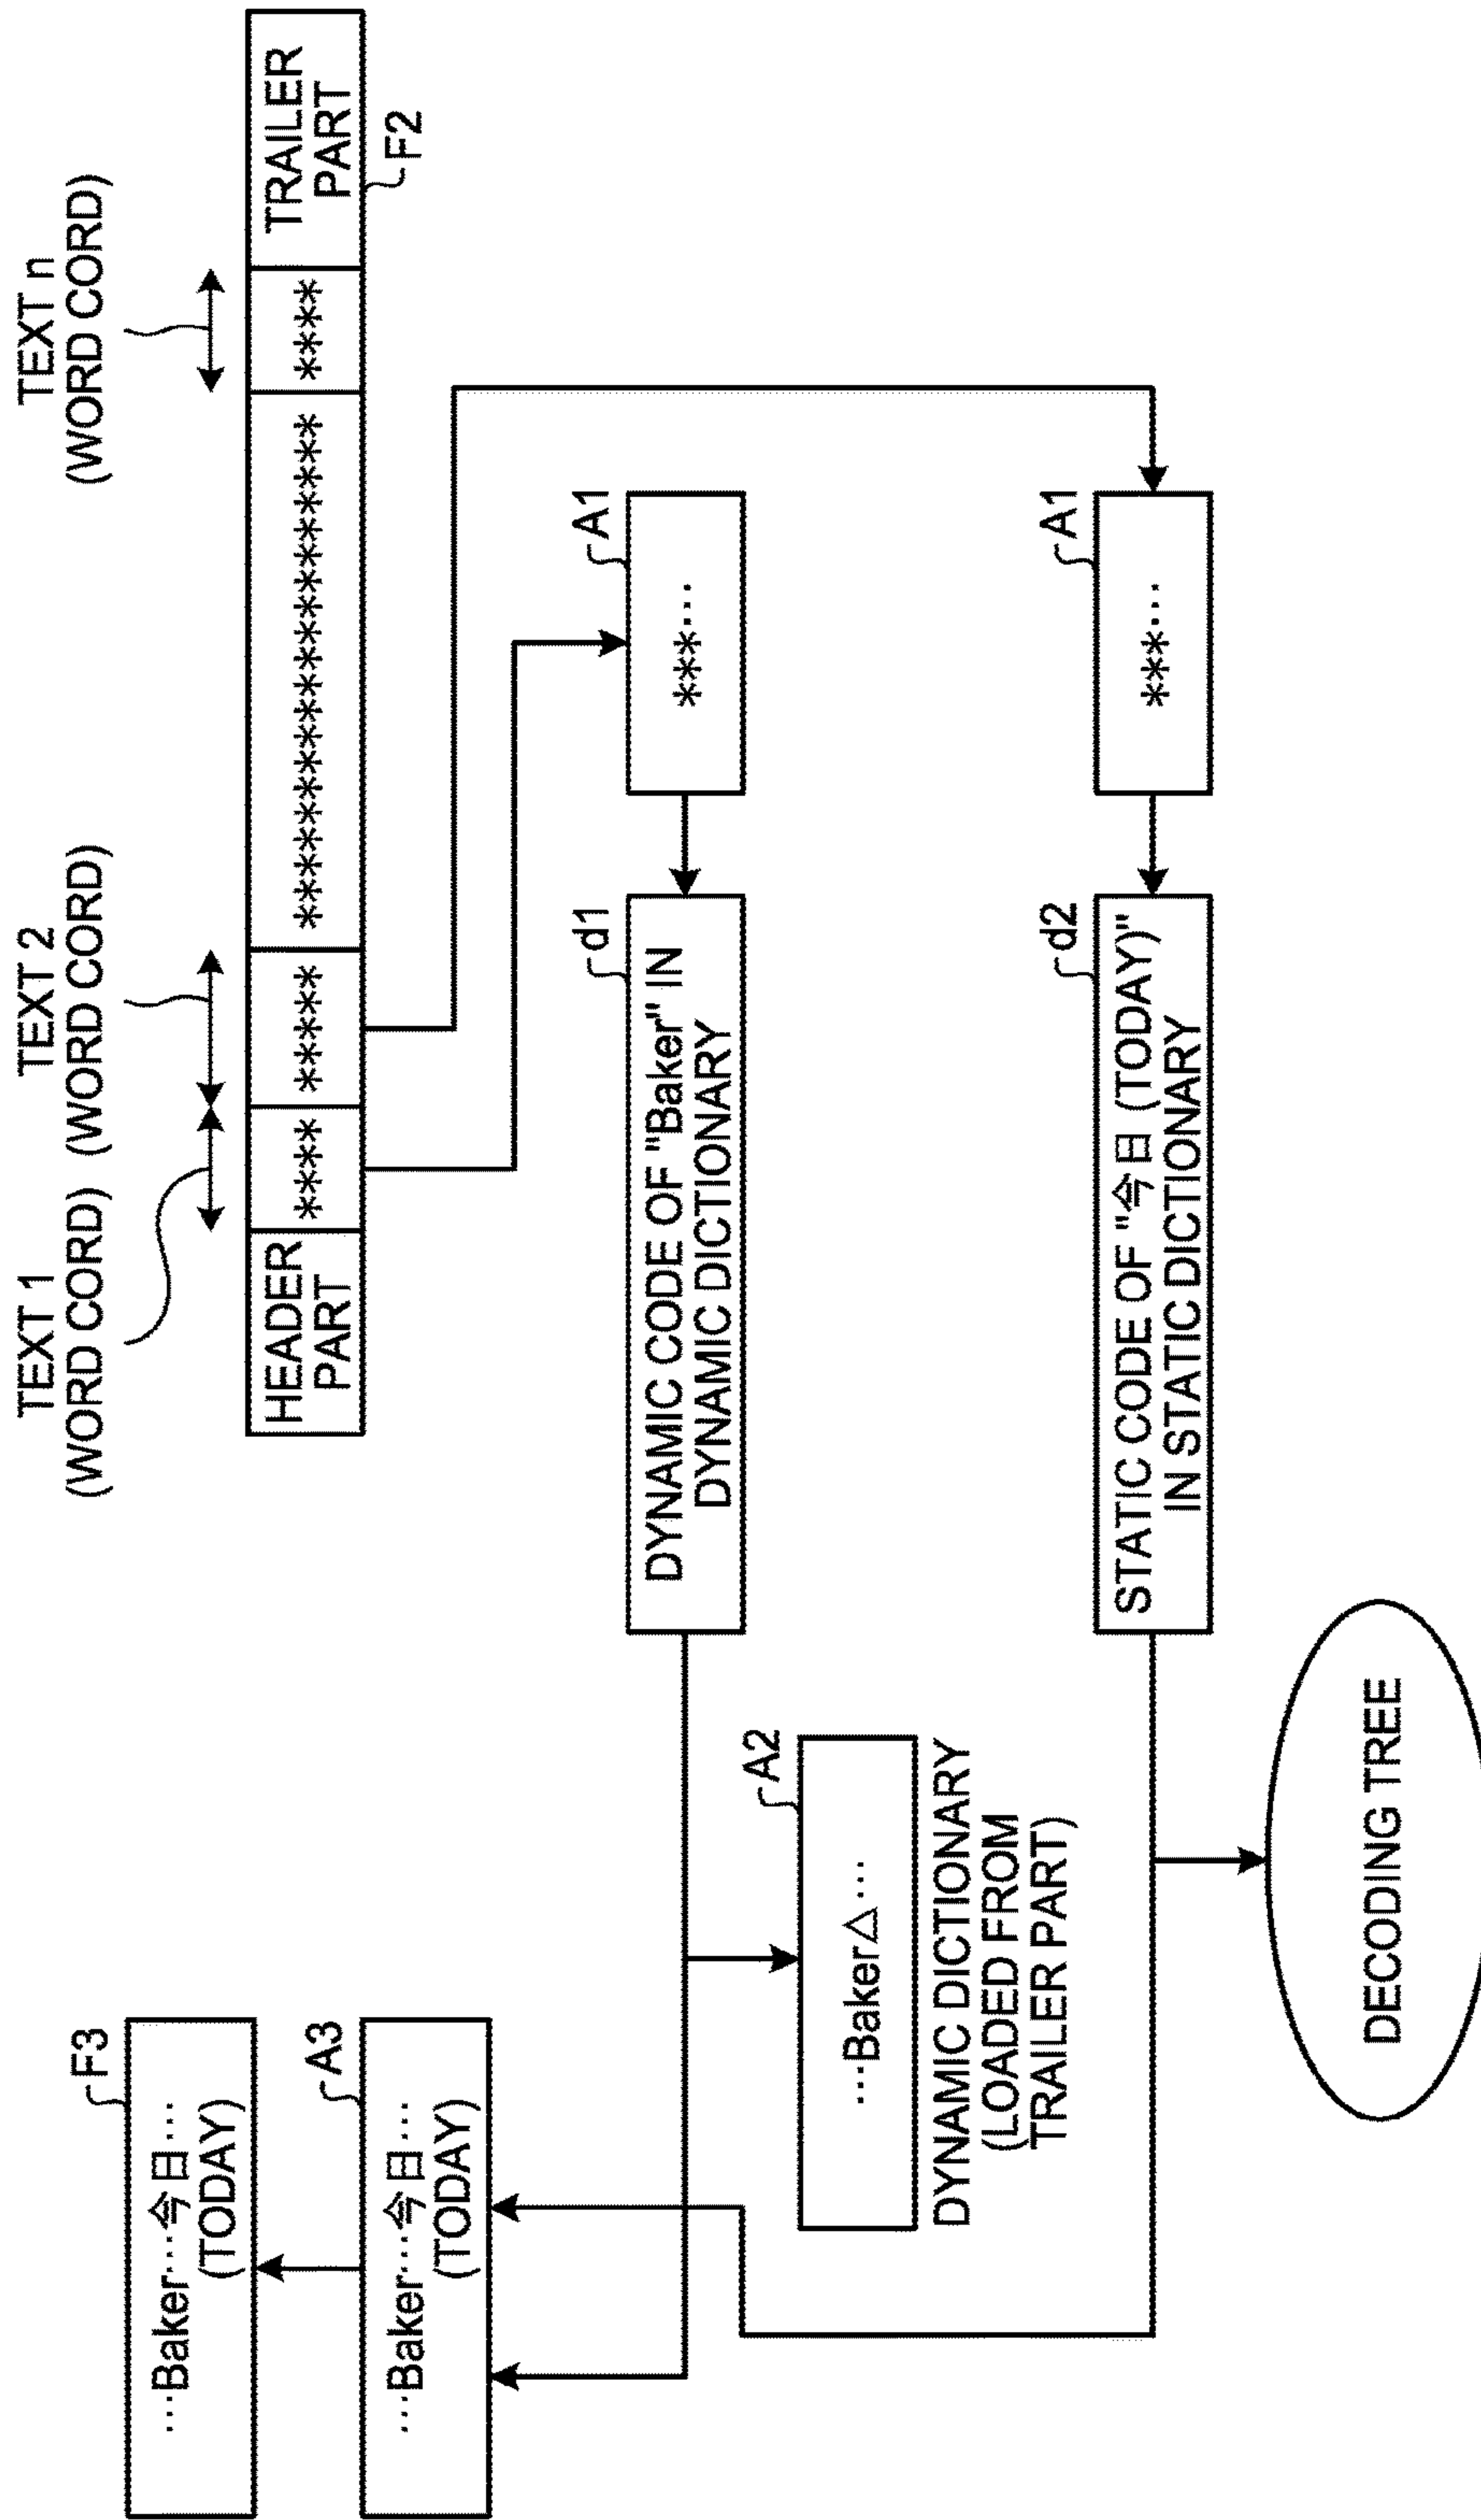 TEXT 1
(WORD CORD)
TEXT 2
(WORD CORD)
TEXT n
(WORD CORD)
HEADER
PART
****
*****
********************
****
TRAILER
PART
F2
F3
···Baker···今日···
(TODAY)
A3
···Baker···今日···
(TODAY)
d1
DYNAMIC CODE OF "Baker" IN
DYNAMIC DICTIONARY
A1
***···
A2
···Baker△···
DYNAMIC DICTIONARY
(LOADED FROM
TRAILER PART)
d2
STATIC CODE OF "今日 (TODAY)"
IN STATIC DICTIONARY
A1
***···
DECODING TREE